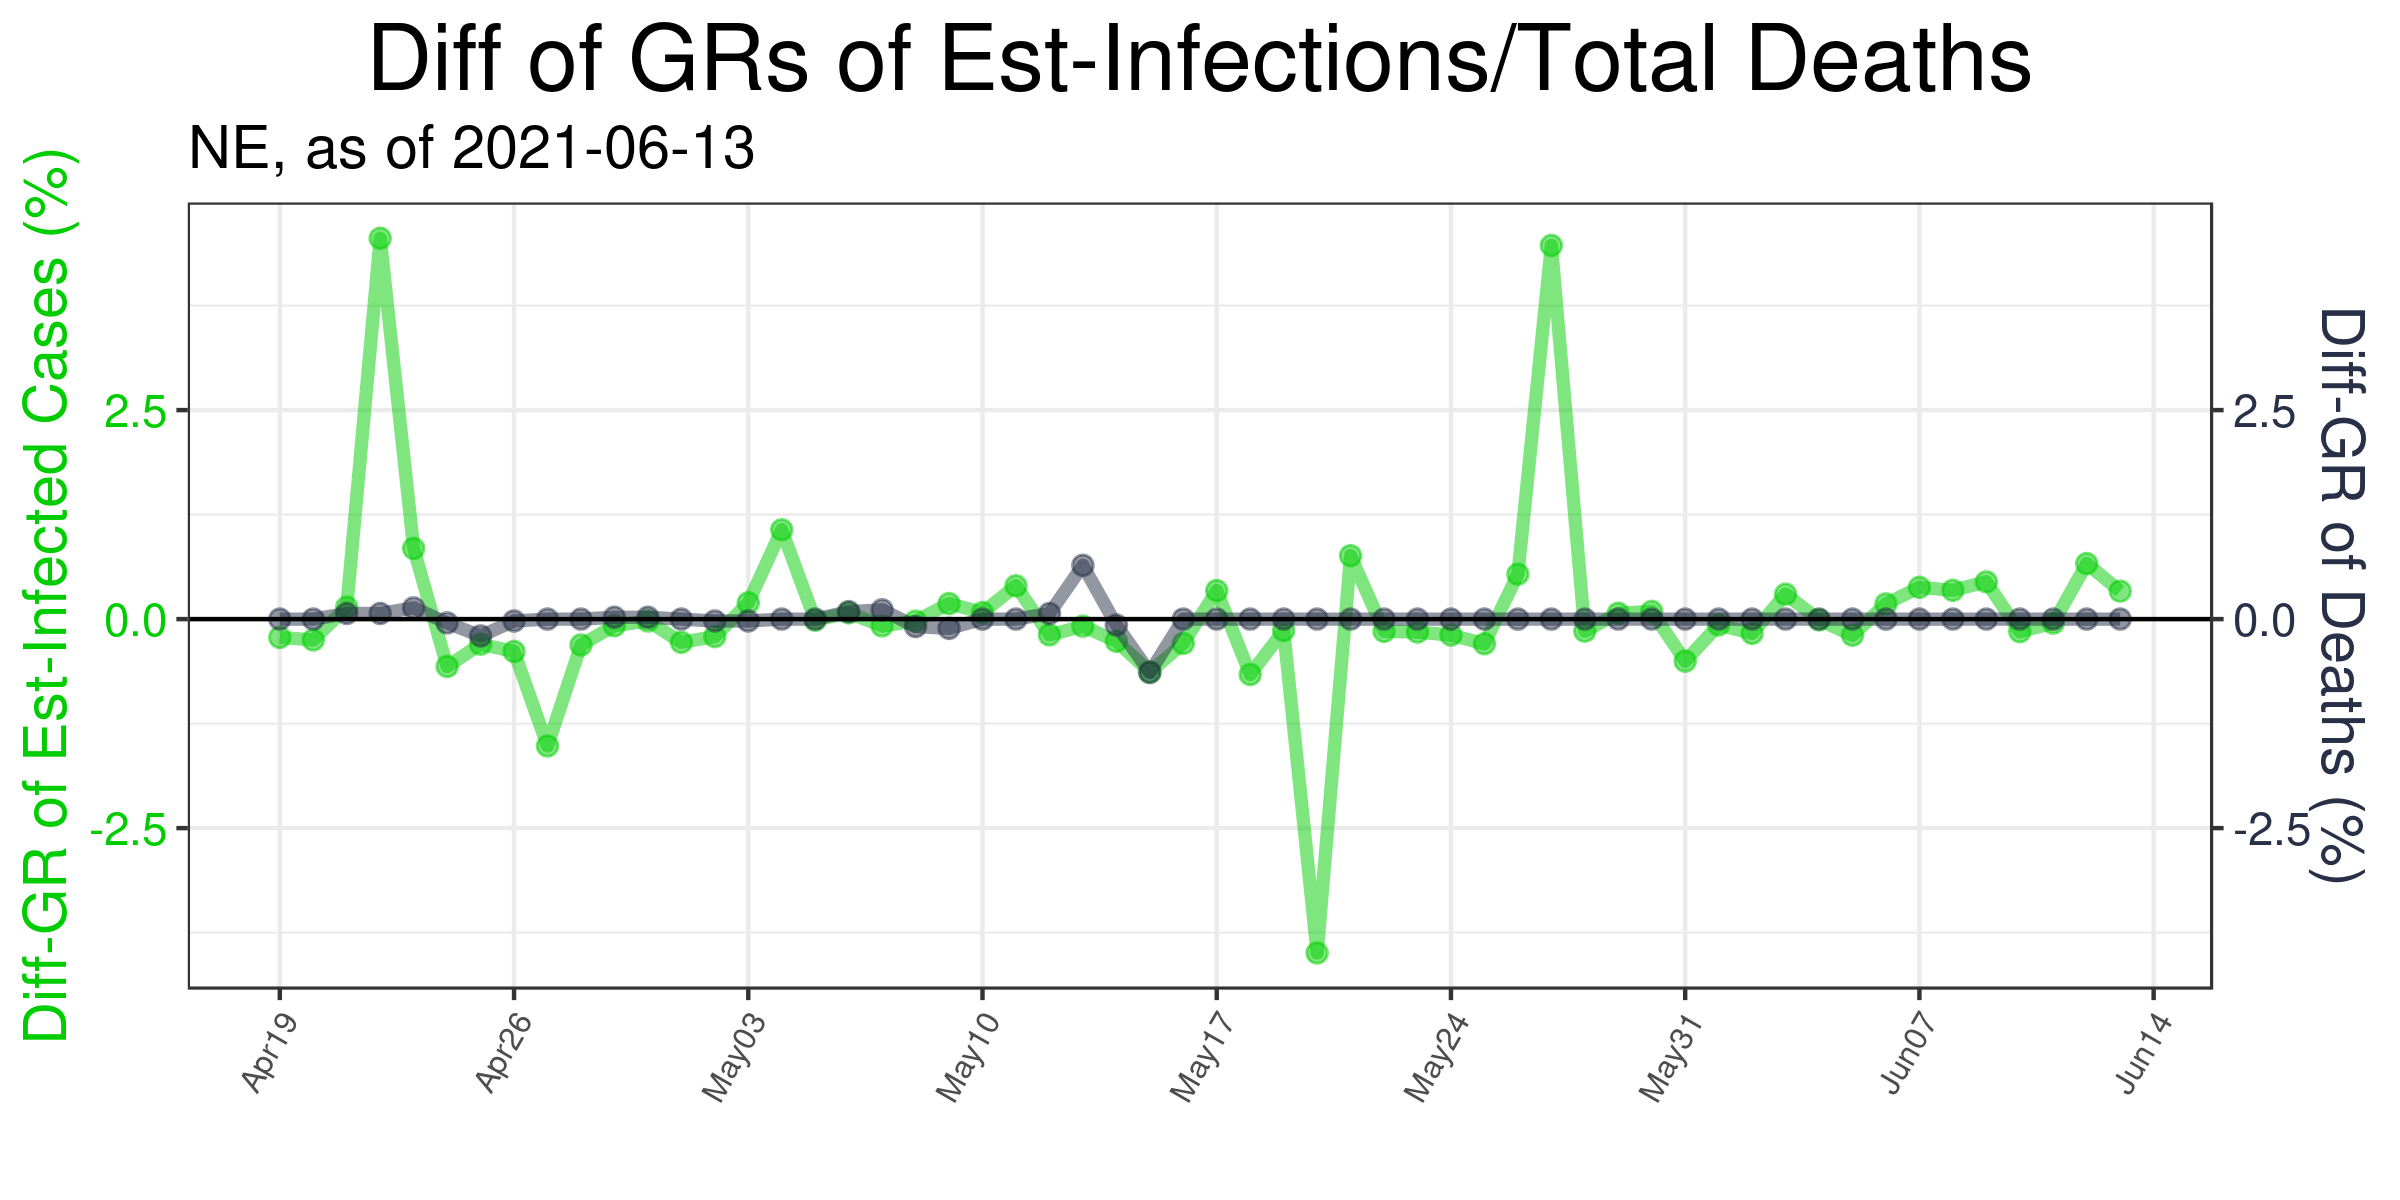 Diff of GRs of Est-Infections/Total Deaths
NE, as of 2021-06-13
Diff-GR of Est-Infected Cases (%)
2.5
0.0
-2.5
2.5
0.0
-2.5
Diff-GR of Deaths (%)
Apr19
Apr26
May03
May10
May17
May24
May31
Jun07
Jun14